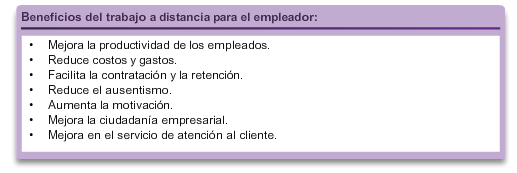 Beneficios del trabajo a distancia para el empleador:
• Mejora la productividad de los empleados.
• Reduce costos y gastos.
• Facilita la contratación y la retención.
• Reduce el ausentismo.
• Aumenta la motivación.
• Mejora la ciudadanía empresarial.
• Mejora en el servicio de atención al cliente.